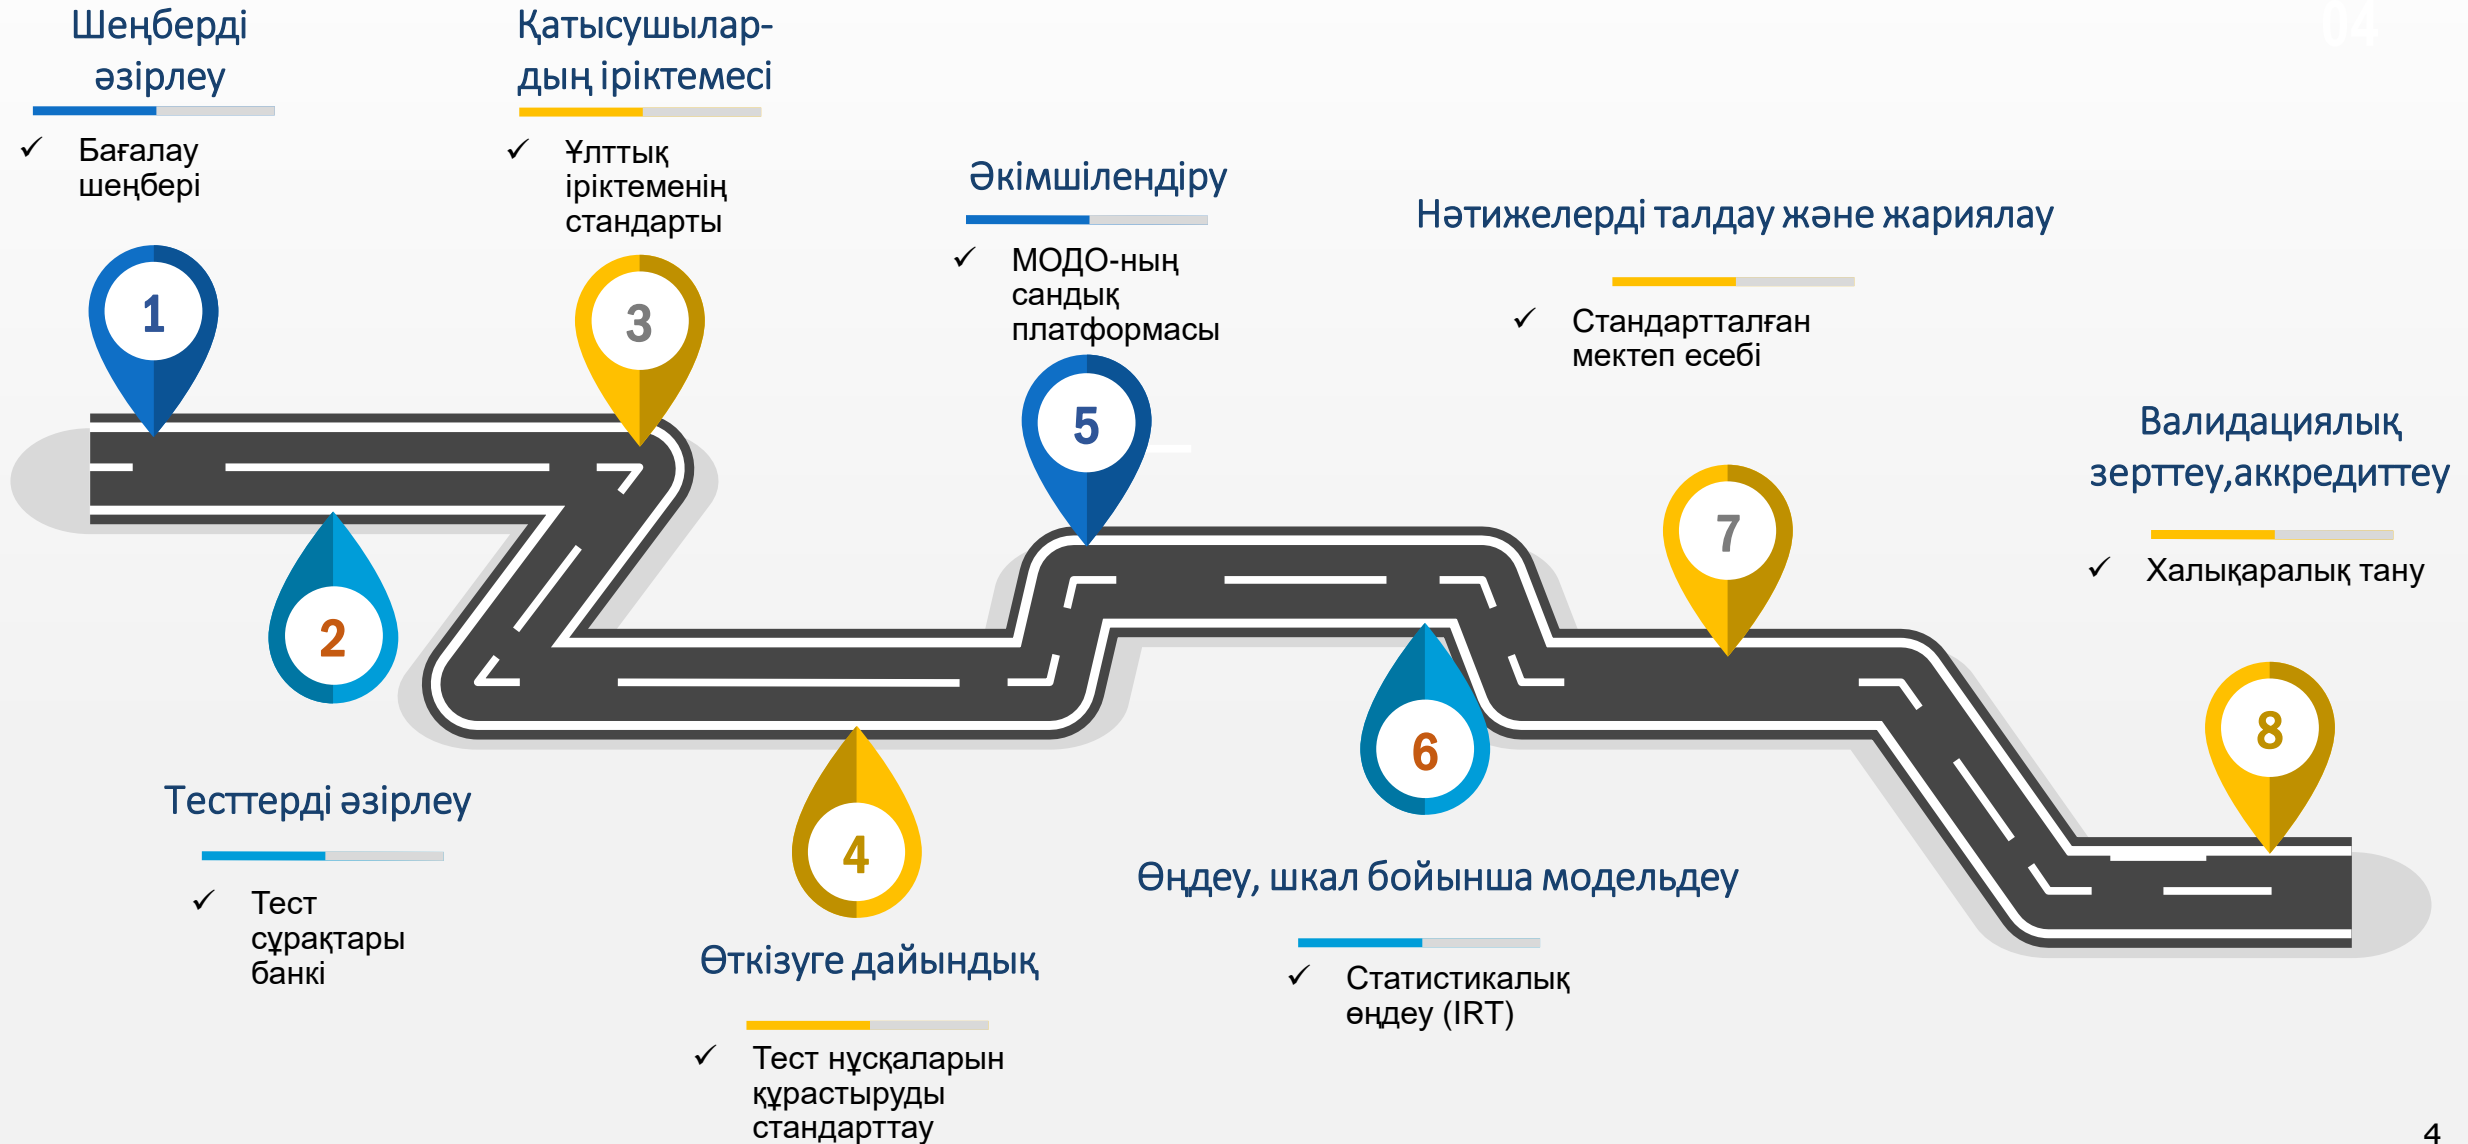 04
Шеңберді
әзірлеу
✓ Бағалау
шеңбері
1
Тесттерді әзірлеу
✓ Тест
сұрақтары
банкі
2
Қатысушылар-
дың іріктемесі
✓ Ұлттық
іріктеменің
стандарты
3
Өткізуге дайындық
✓ Тест нұсқаларын
құрастыруды
стандарттау
4
Әкімшілендіру
✓ МОДО-ның
сандық
платформасы
5
Өңдеу, шкал бойынша модельдеу
✓ Статистикалық
өңдеу (IRT)
6
Нәтижелерді талдау және жариялау
✓ Стандартталған
мектеп есебі
7
Валидациялық
зерттеу,аккредиттеу
✓ Халықаралық тану
8
4